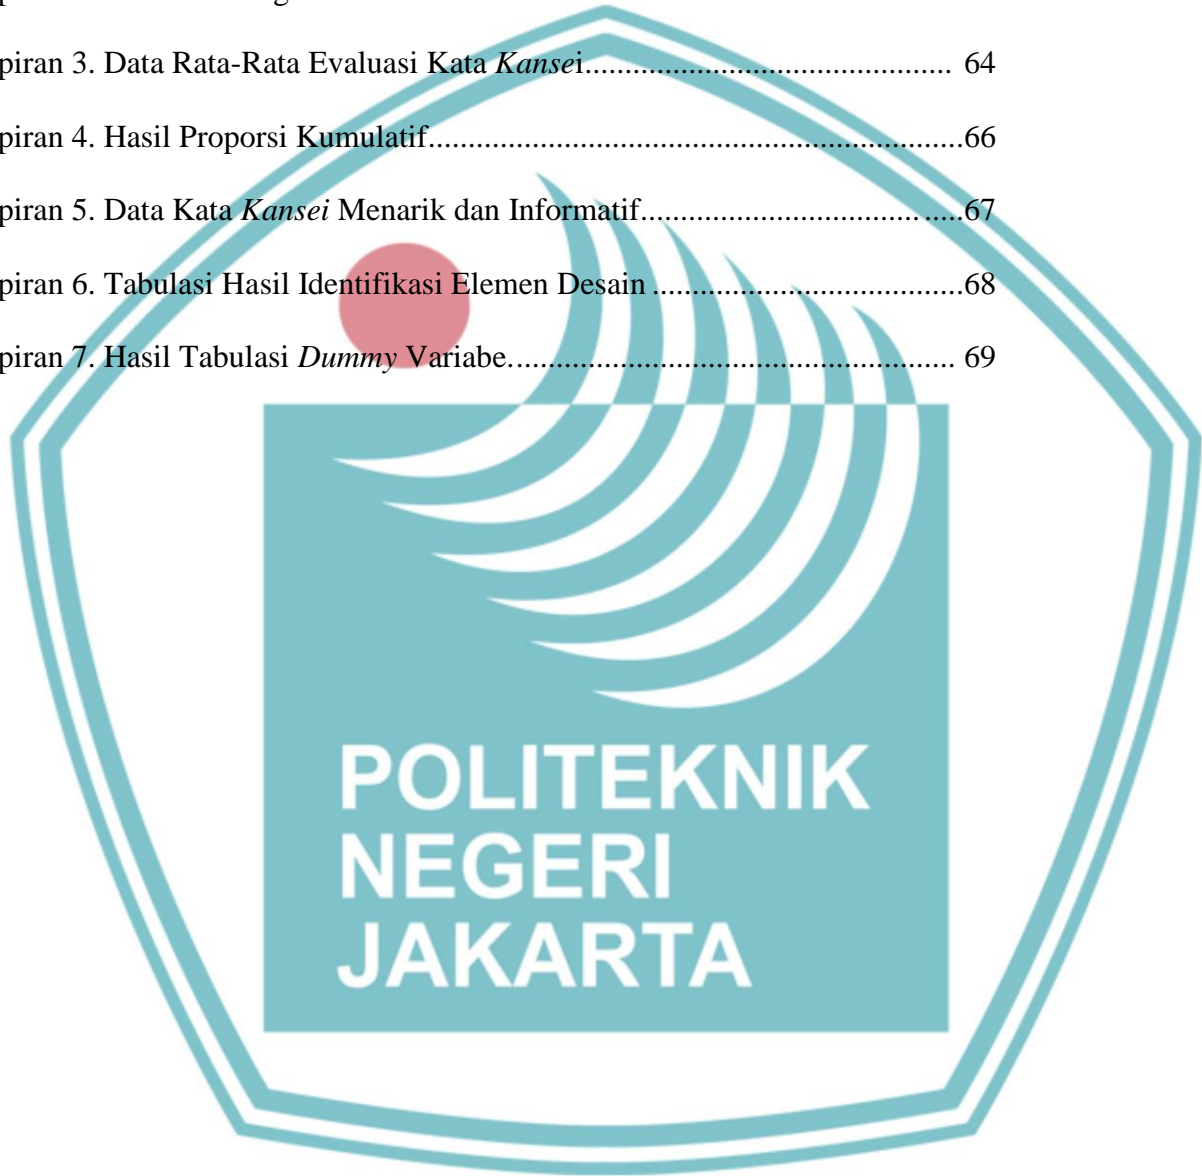 piran 3. Data Rata-Rata Evaluasi Kata Kansei............................................. 64
piran 4. Hasil Proporsi Kumulatif.................................................................66
piran 5. Data Kata Kansei Menarik dan Informatif.................................. .....67
piran 6. Tabulasi Hasil Identifikasi Elemen Desain ......................................68
piran 7. Hasil Tabulasi Dummy Variabe...................................................... 69
POLITEKNIK
NEGERI
JAKARTA